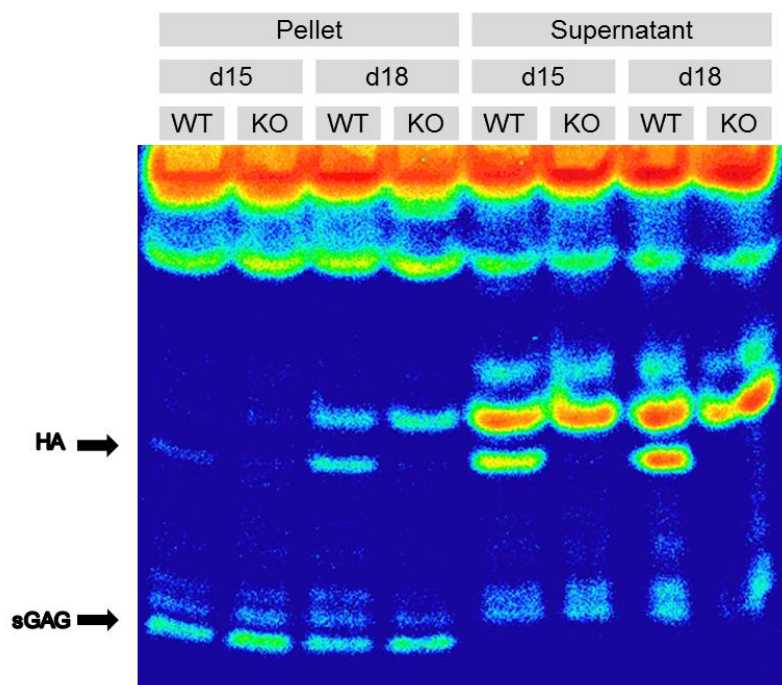 Pellet Supernatant
d15 d18 d15 d18
WT KO WT KO WT KO WT KO
HA
sGAG